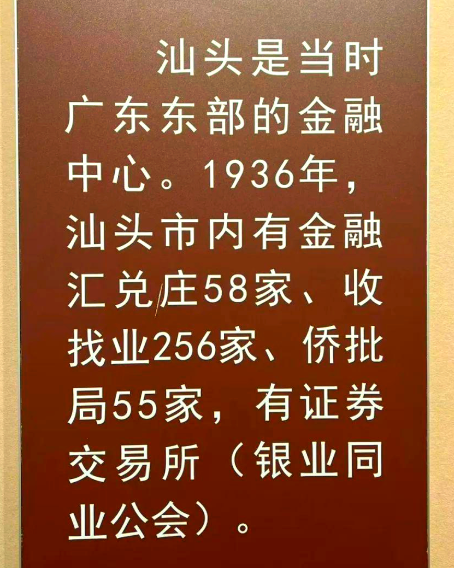 汕头是当时
广东东部的金融
中心。1936年，
汕头市内有金融
汇兑庄58家、收
找业256家、侨批
局55家，有证券
交易所（银业同
业公会）。